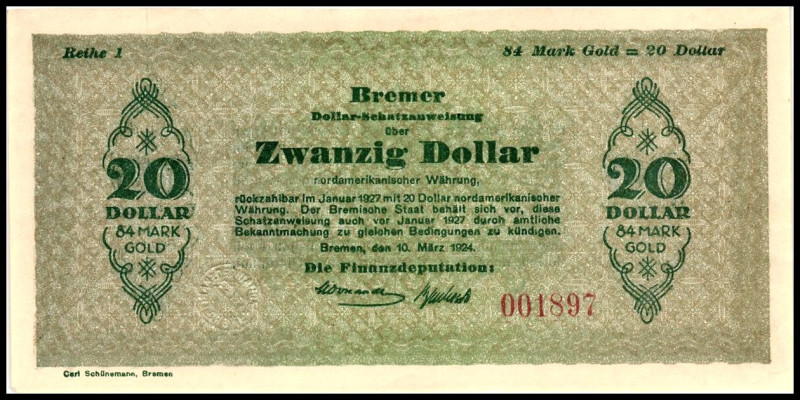 Reihe 1
84 Mark Gold = 20 Dollar
Bremer
Dollar-Schatzanweisung
über
Zwanzig Dollar
nordamerikanischer Währung,
rückzahlbar im Januar 1927 mit 20 Dollar nordamerikanischer
Währung. Der Bremische Staat behält sich vor, diese
Schatzanweisung auch vor Januar 1927 durch amtliche
Bekanntmachung zu gleichen Bedingungen zu kündigen.
Bremen, den 10. März 1924.
Die Finanzdeputation:
20
DOLLAR
84 MARK
GOLD
20
DOLLAR
84 MARK
GOLD
001897
Carl Schünemann, Bremen